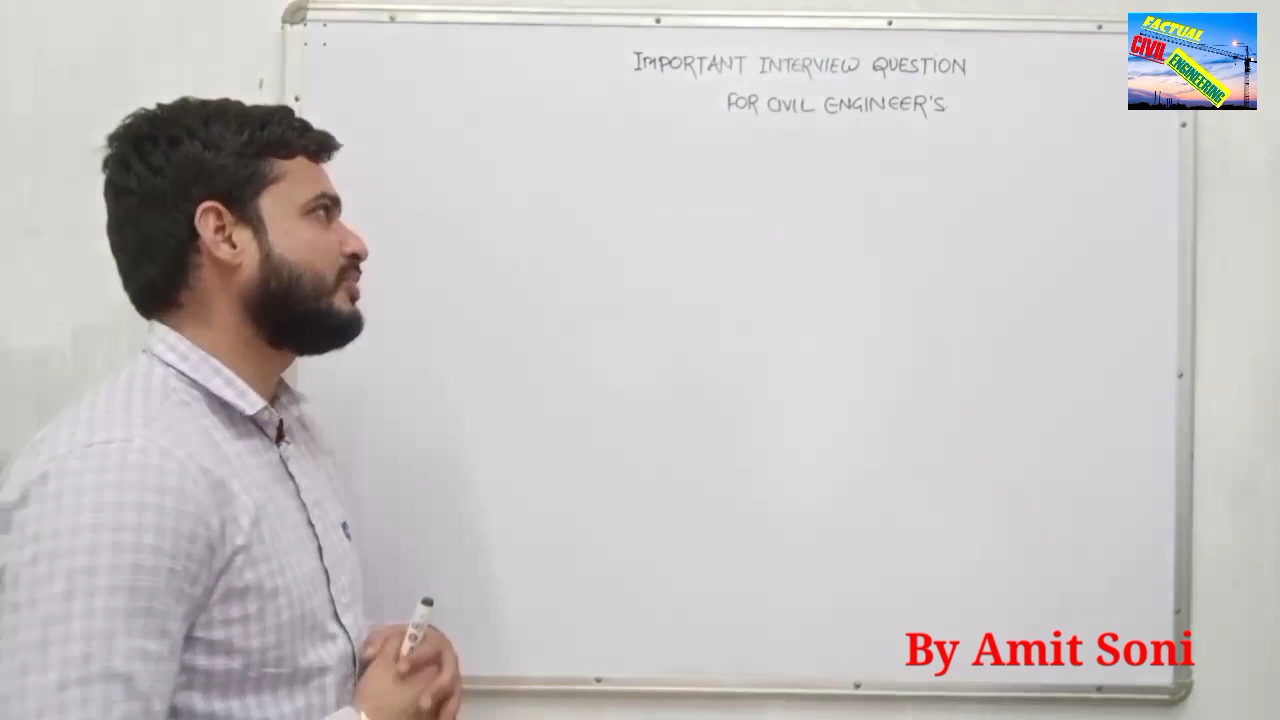 IMPORTANT INTERVIEW QUESTION
FOR CIVIL ENGINEER'S
FACTUAL
CIVIL
ENGINEERING
By Amit Soni